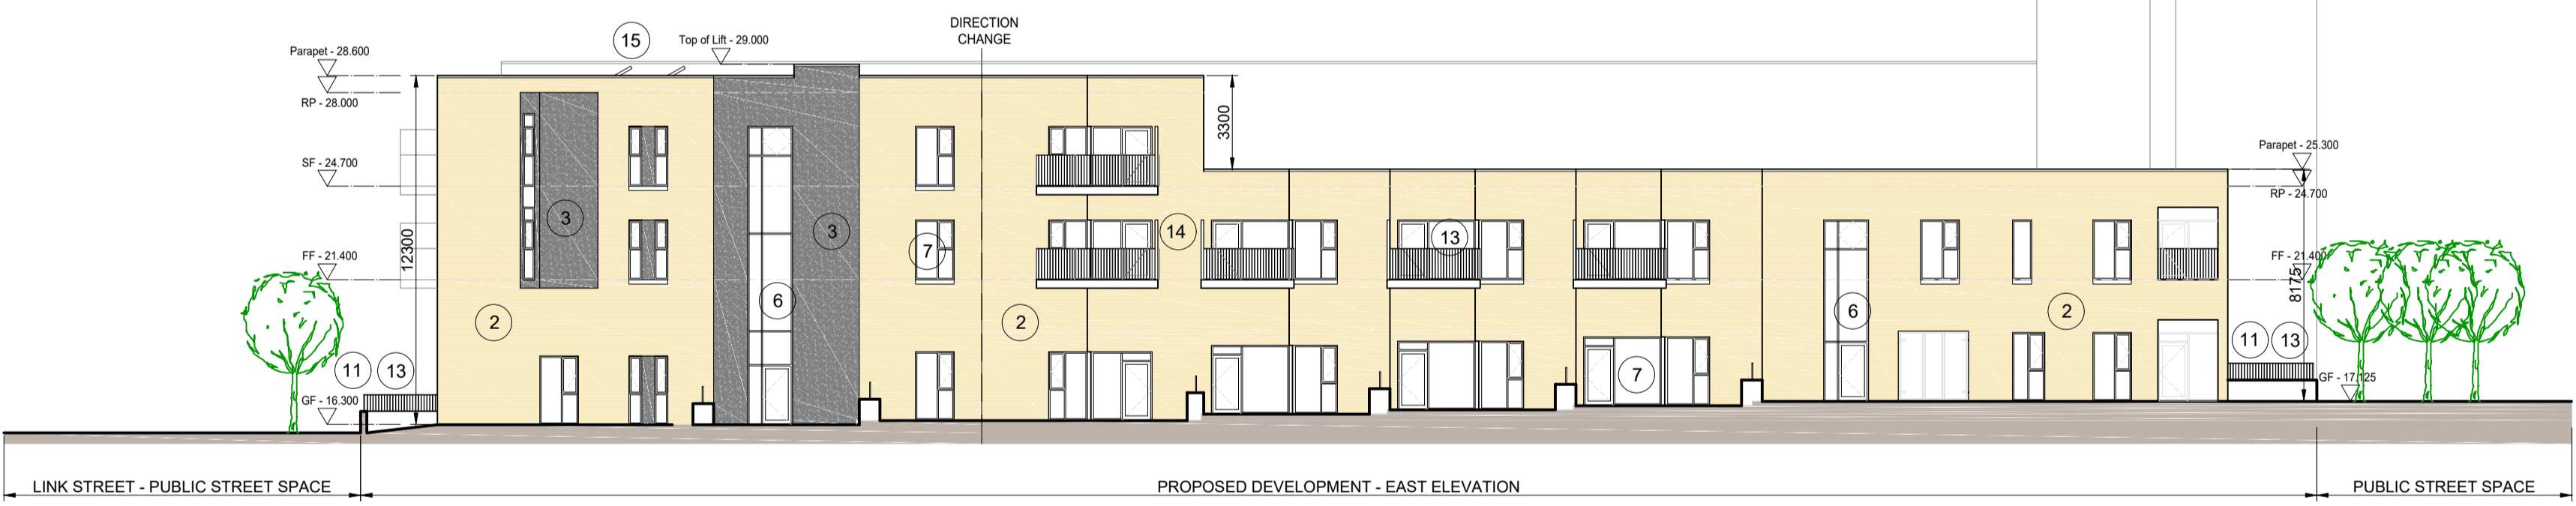 DIRECTION
CHANGE
15
Top of Lift - 29.000
Parapet - 28.600
RP - 28.000
3300
SF - 24.700
Parapet - 25.300
RP - 24.700
3
3
7
14
13
12300
FF - 21.400
FF - 21.400
8175
6
2
2
6
2
11
13
11
13
7
GF - 16.300
GF - 17.125
LINK STREET - PUBLIC STREET SPACE
PROPOSED DEVELOPMENT - EAST ELEVATION
PUBLIC STREET SPACE